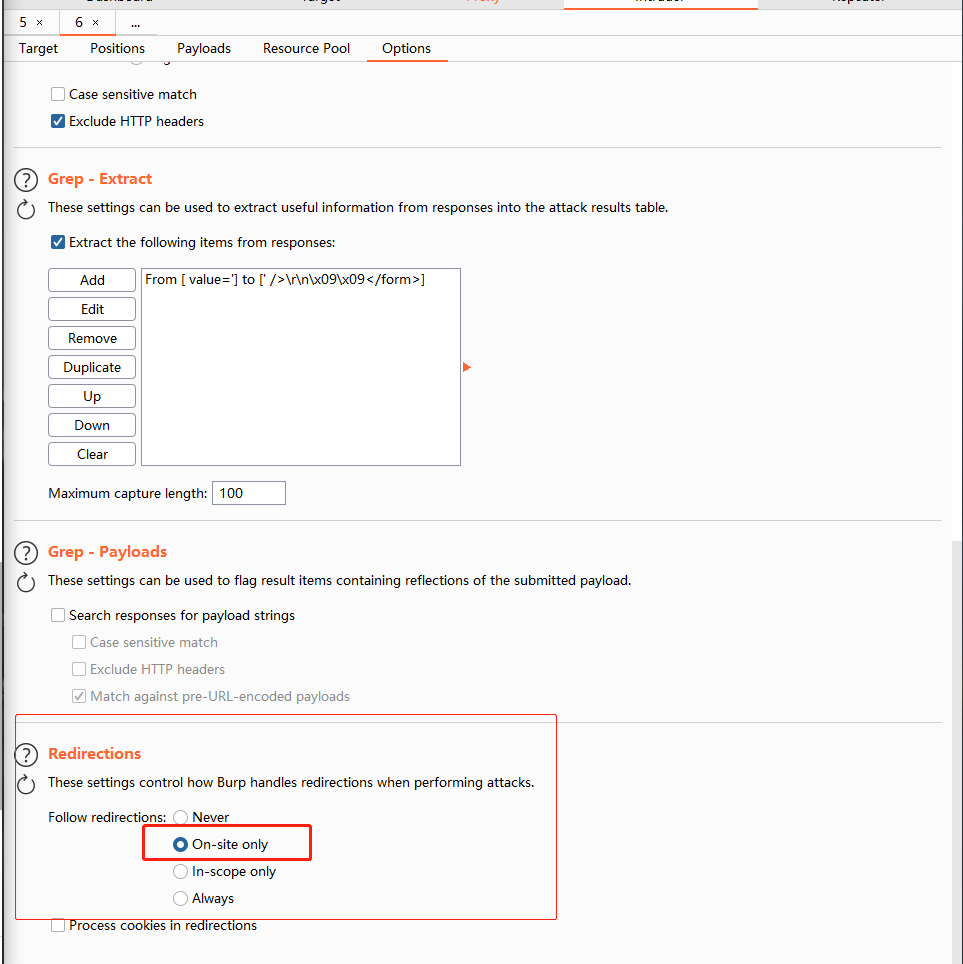 5 ×
6 ×
...
Target
Positions
Payloads
Resource Pool
Options
Case sensitive match
Exclude HTTP headers
Grep - Extract
These settings can be used to extract useful information from responses into the attack results table.
Extract the following items from responses:
Add
From [ value='] to [' />\r\n\x09\x09</form>]
Edit
Remove
Duplicate
Up
Down
Clear
Maximum capture length: 100
Grep - Payloads
These settings can be used to flag result items containing reflections of the submitted payload.
Search responses for payload strings
Case sensitive match
Exclude HTTP headers
Match against pre-URL-encoded payloads
Redirections
These settings control how Burp handles redirections when performing attacks.
Follow redirections: Never
On-site only
In-scope only
Always
Process cookies in redirections